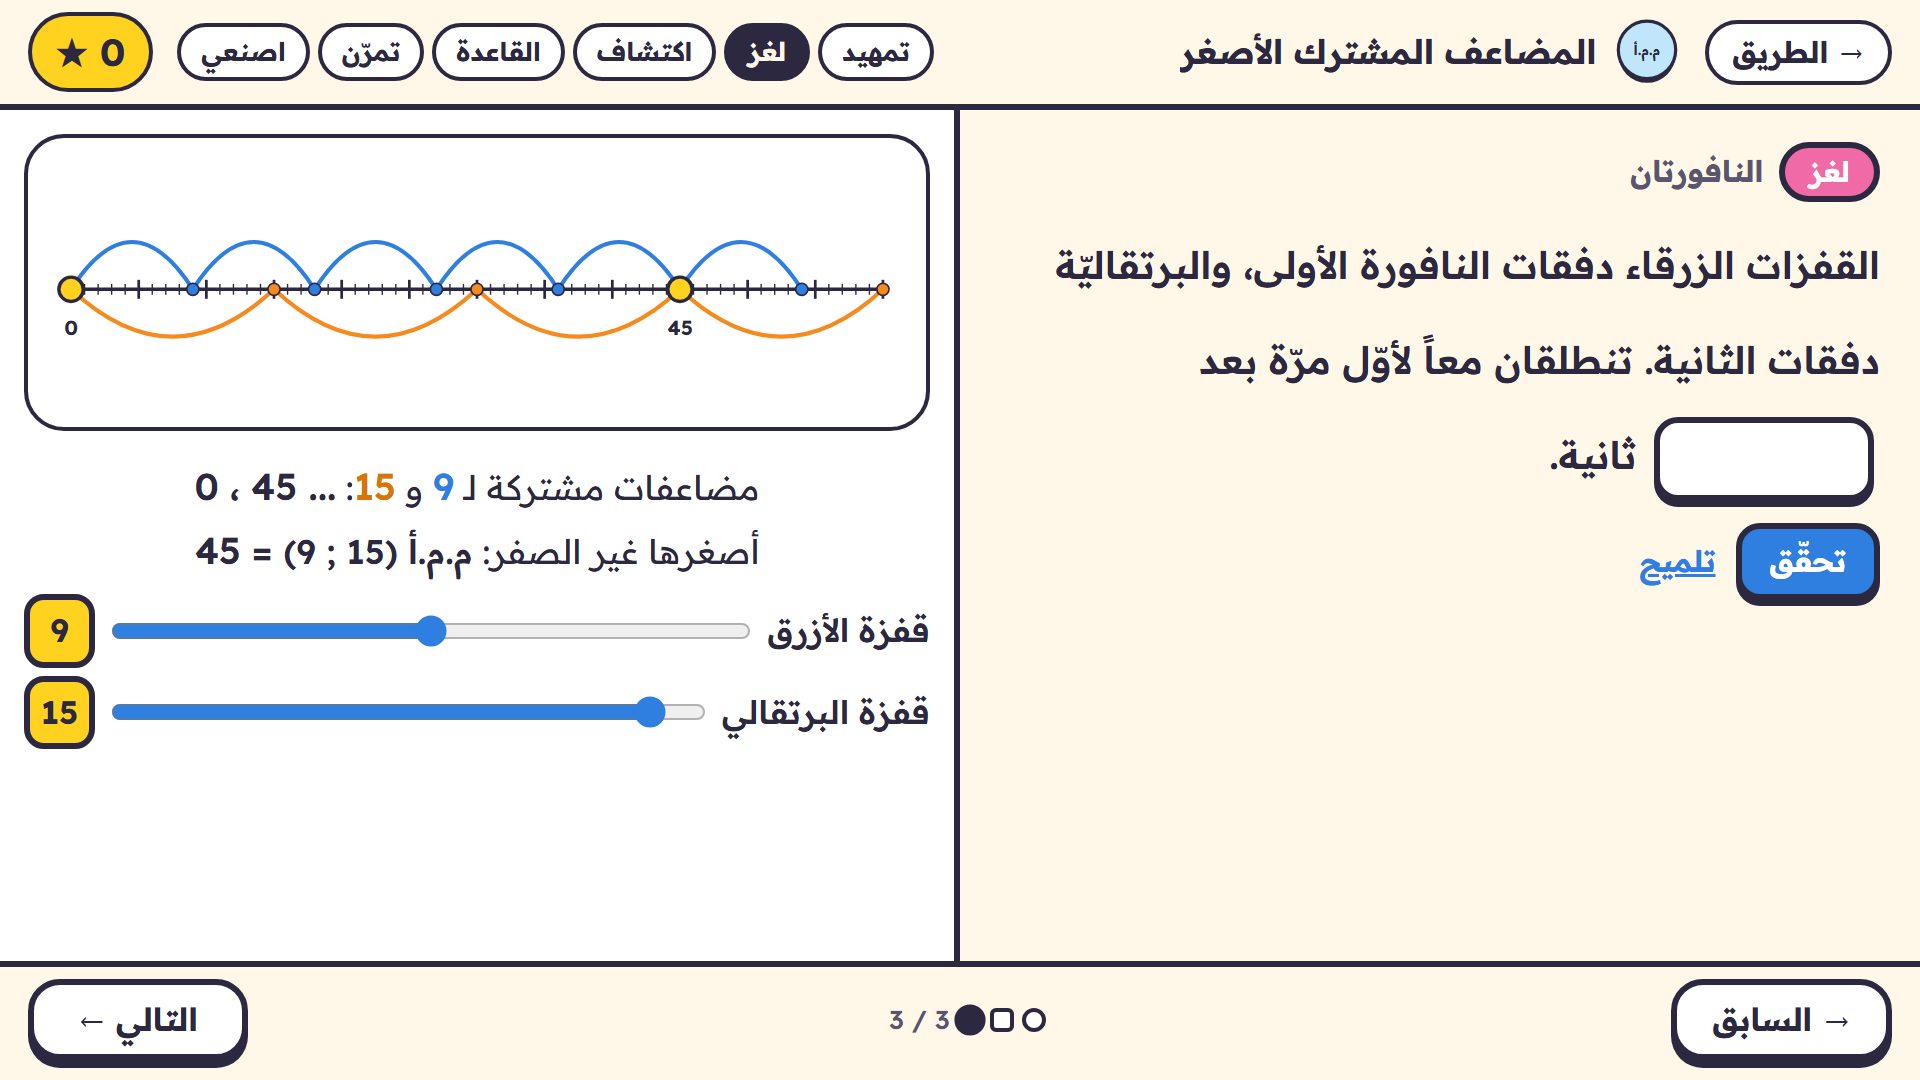 → الطريق
م.م.أ
المضاعف المشترك الأصغر
تمهيد
لغز
اكتشاف
القاعدة
تمرّن
اصنعي
★ 0
لغز
النافورتان
القفزات الزرقاء دفقات النافورة الأولى، والبرتقاليّة
دفقات الثانية. تنطلقان معاً لأوّل مرّة بعد
ثانية.
تحقّق
تلميح
0
45
مضاعفات مشتركة لـ 9 و 15: 0 ، 45 ...
أصغرها غير الصفر: م.م.أ (15 ; 9) = 45
قفزة الأزرق
9
قفزة البرتقالي
15
→ السابق
3 / 3
التالي ←